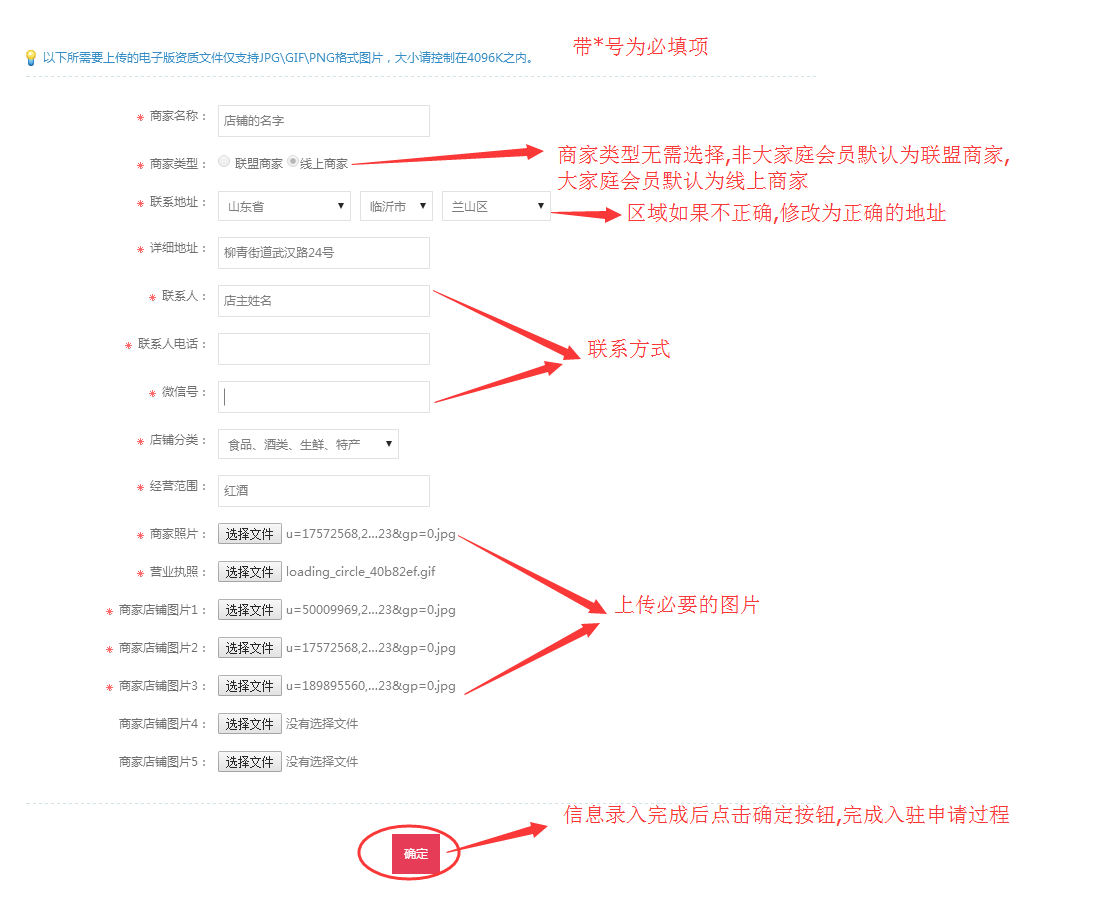 以下所需要上传的电子版资质文件仅支持JPG\GIF\PNG格式图片，大小请控制在4096K之内。
带*号为必填项
* 商家名称： 店铺的名字
* 商家类型： 联盟商家 线上商家
商家类型无需选择,非大家庭会员默认为联盟商家,
大家庭会员默认为线上商家
* 联系地址： 山东省 临沂市 兰山区
区域如果不正确,修改为正确的地址
* 详细地址： 柳青街道武汉路24号
* 联系人： 店主姓名
* 联系人电话：
联系方式
* 微信号：
* 店铺分类： 食品、酒类、生鲜、特产
* 经营范围： 红酒
* 商家照片： 选择文件 u=17572568,2...23&gp=0.jpg
* 营业执照： 选择文件 loading_circle_40b82ef.gif
* 商家店铺图片1： 选择文件 u=50009969,2...23&gp=0.jpg
上传必要的图片
* 商家店铺图片2： 选择文件 u=17572568,2...23&gp=0.jpg
* 商家店铺图片3： 选择文件 u=189895560,...23&gp=0.jpg
商家店铺图片4： 选择文件 没有选择文件
商家店铺图片5： 选择文件 没有选择文件
信息录入完成后点击确定按钮,完成入驻申请过程
确定